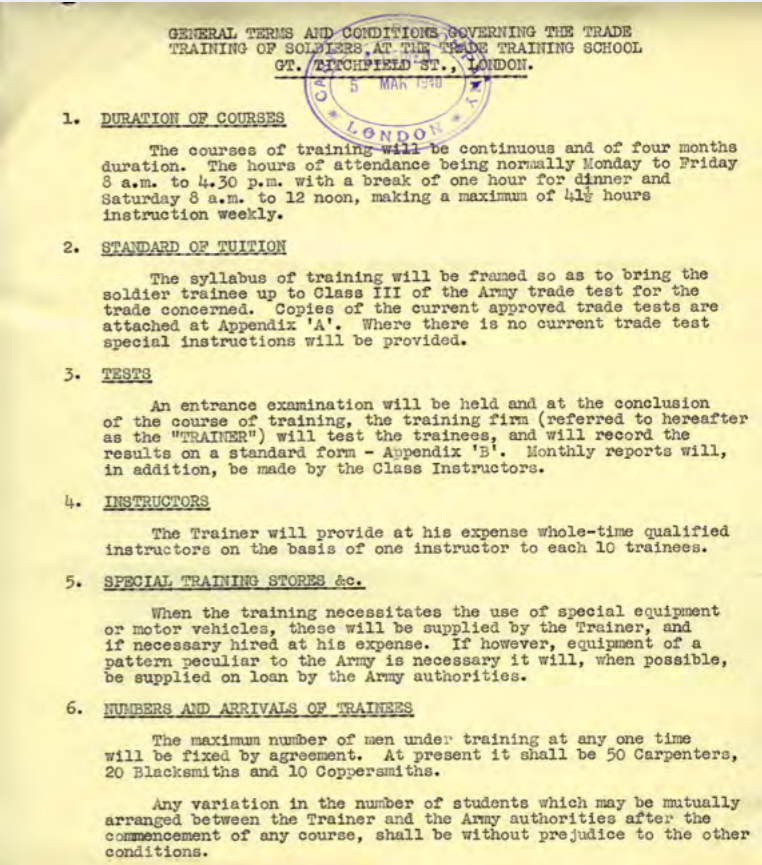 GENERAL TERMS AND CONDITIONS GOVERNING THE TRADE
TRAINING OF SOLDIERS AT THE TRADE TRAINING SCHOOL
GT. TITCHFIELD ST., LONDON.
5 MAR 1940
LONDON
1. DURATION OF COURSES
The courses of training will be continuous and of four months
duration. The hours of attendance being normally Monday to Friday
8 a.m. to 4.30 p.m. with a break of one hour for dinner and
Saturday 8 a.m. to 12 noon, making a maximum of 41½ hours
instruction weekly.
2. STANDARD OF TUITION
The syllabus of training will be framed so as to bring the
soldier trainee up to Class III of the Army trade test for the
trade concerned. Copies of the current approved trade tests are
attached at Appendix 'A'. Where there is no current trade test
special instructions will be provided.
3. TESTS
An entrance examination will be held and at the conclusion
of the course of training, the training firm (referred to hereafter
as the "TRAINER") will test the trainees, and will record the
results on a standard form - Appendix 'B'. Monthly reports will,
in addition, be made by the Class Instructors.
4. INSTRUCTORS
The Trainer will provide at his expense whole-time qualified
instructors on the basis of one instructor to each 10 trainees.
5. SPECIAL TRAINING STORES &c.
When the training necessitates the use of special equipment
or motor vehicles, these will be supplied by the Trainer, and
if necessary hired at his expense. If however, equipment of a
pattern peculiar to the Army is necessary it will, when possible,
be supplied on loan by the Army authorities.
6. NUMBERS AND ARRIVALS OF TRAINEES
The maximum number of men under training at any one time
will be fixed by agreement. At present it shall be 50 Carpenters,
20 Blacksmiths and 10 Coppersmiths.
Any variation in the number of students which may be mutually
arranged between the Trainer and the Army authorities after the
commencement of any course, shall be without prejudice to the other
conditions.